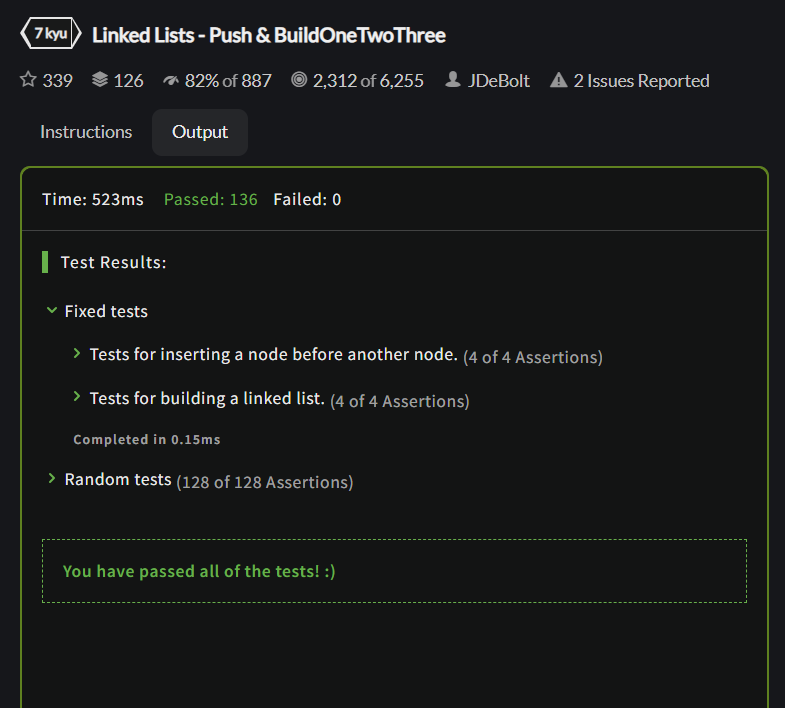 7 kyu Linked Lists - Push & BuildOneTwoThree
339 126 82% of 887 2,312 of 6,255 JDeBolt 2 Issues Reported
Instructions Output
Time: 523ms Passed: 136 Failed: 0
Test Results:
Fixed tests
Tests for inserting a node before another node. (4 of 4 Assertions)
Tests for building a linked list. (4 of 4 Assertions)
Completed in 0.15ms
Random tests (128 of 128 Assertions)
You have passed all of the tests! :)